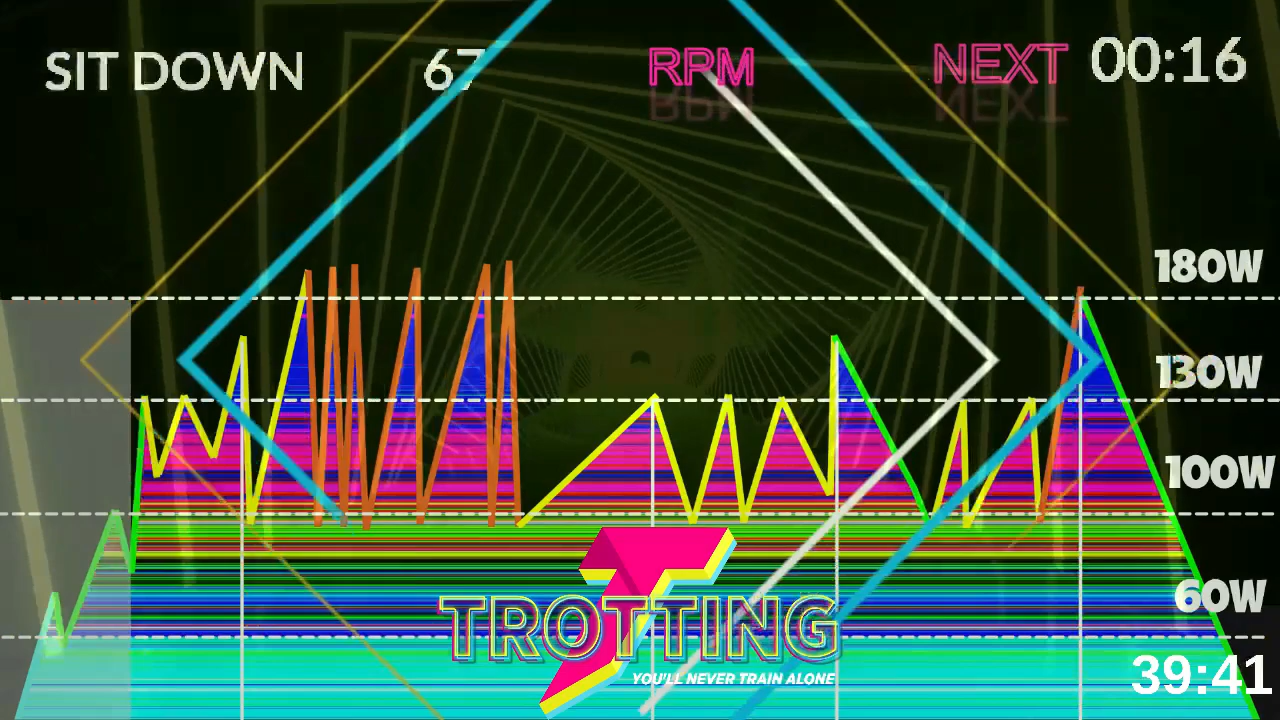 SIT DOWN 67 RPM NEXT 00:16
180W
130W
100W
60W
TROTTING
YOU'LL NEVER TRAIN ALONE
39:41